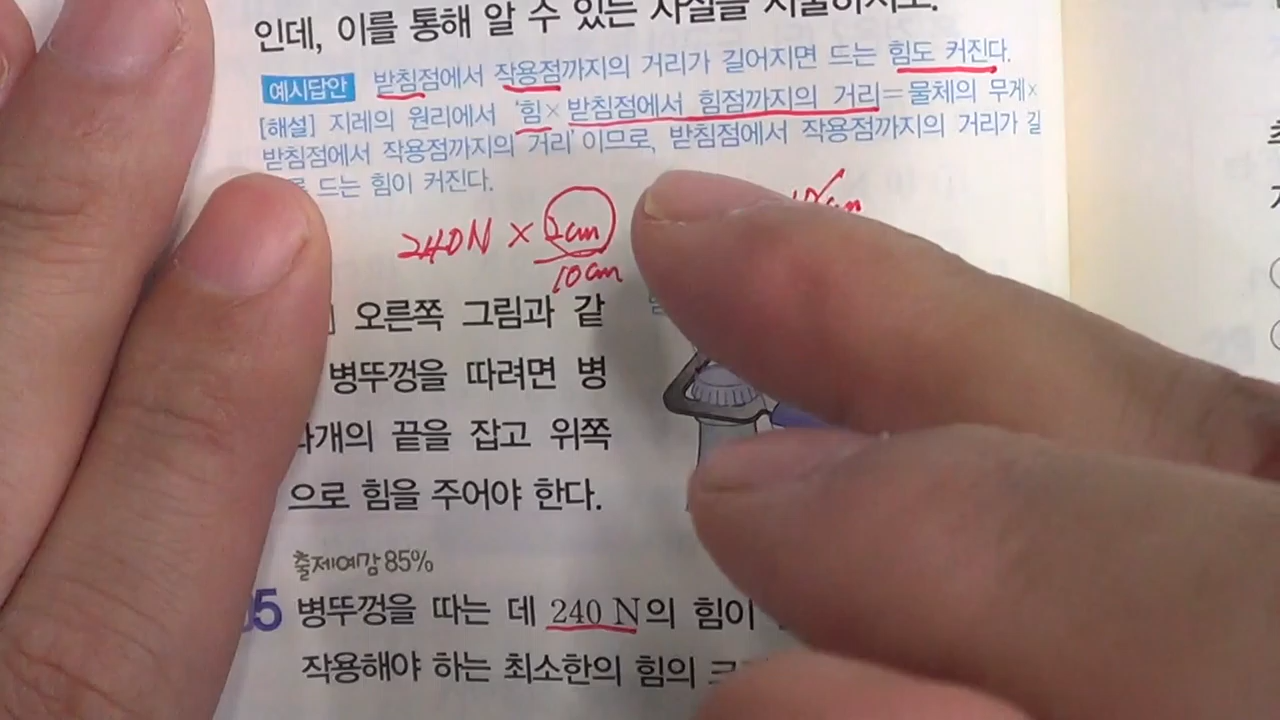 인데, 이를 통해 알 수 있는 사실을 서술하시오.
예시답안 받침점에서 작용점까지의 거리가 길어지면 드는 힘도 커진다.
[해설] 지레의 원리에서 '힘×받침점에서 힘점까지의 거리=물체의 무게×
받침점에서 작용점까지의 거리'이므로, 받침점에서 작용점까지의 거리가 길
드는 힘이 커진다.
240N × 2cm
10cm
오른쪽 그림과 같
병뚜껑을 따려면 병
따개의 끝을 잡고 위쪽
으로 힘을 주어야 한다.
출제예감 85%
05 병뚜껑을 따는 데 240 N의 힘이
작용해야 하는 최소한의 힘의